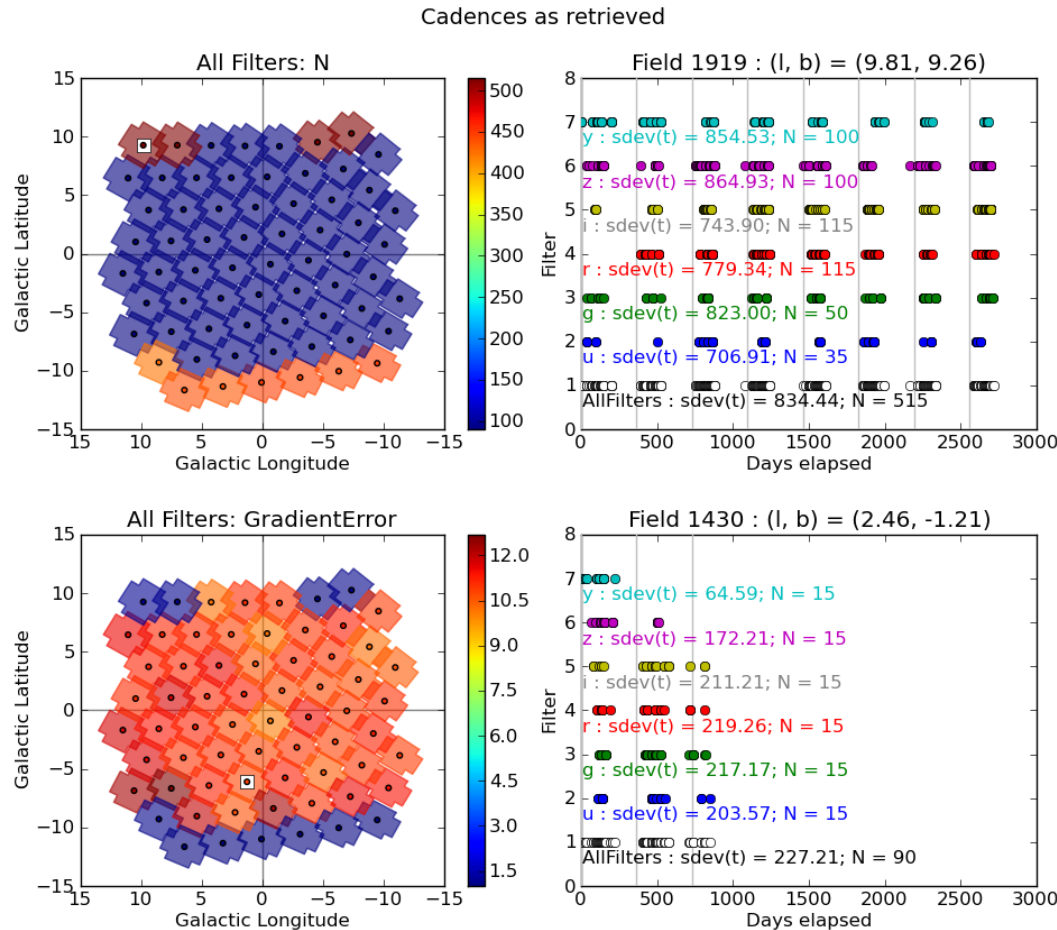 Cadences as retrieved
All Filters: N
15
10
5
0
−5
−10
−15
15 10 5 0 −5 −10 −15
Galactic Latitude
Galactic Longitude
500
450
400
350
300
250
200
150
100
Field 1919 : (l, b) = (9.81, 9.26)
8
7
6
5
4
3
2
1
0
Filter
y : sdev(t) = 854.53; N = 100
z : sdev(t) = 864.93; N = 100
i : sdev(t) = 743.90; N = 115
r : sdev(t) = 779.34; N = 115
g : sdev(t) = 823.00; N = 50
u : sdev(t) = 706.91; N = 35
AllFilters : sdev(t) = 834.44; N = 515
0 500 1000 1500 2000 2500 3000
Days elapsed
All Filters: GradientError
15
10
5
0
−5
−10
−15
15 10 5 0 −5 −10 −15
Galactic Latitude
Galactic Longitude
12.0
10.5
9.0
7.5
6.0
4.5
3.0
1.5
Field 1430 : (l, b) = (2.46, -1.21)
8
7
6
5
4
3
2
1
0
Filter
y : sdev(t) = 64.59; N = 15
z : sdev(t) = 172.21; N = 15
i : sdev(t) = 211.21; N = 15
r : sdev(t) = 219.26; N = 15
g : sdev(t) = 217.17; N = 15
u : sdev(t) = 203.57; N = 15
AllFilters : sdev(t) = 227.21; N = 90
0 500 1000 1500 2000 2500 3000
Days elapsed